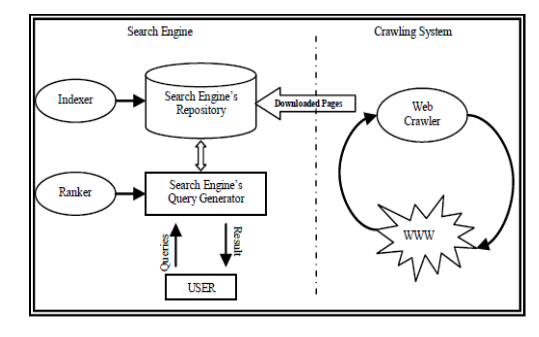 Search Engine
Crawling System
Indexer
Search Engine's
Repository
Downloaded Pages
Web
Crawler
Ranker
Search Engine's
Query Generator
WWW
Queries
Result
USER